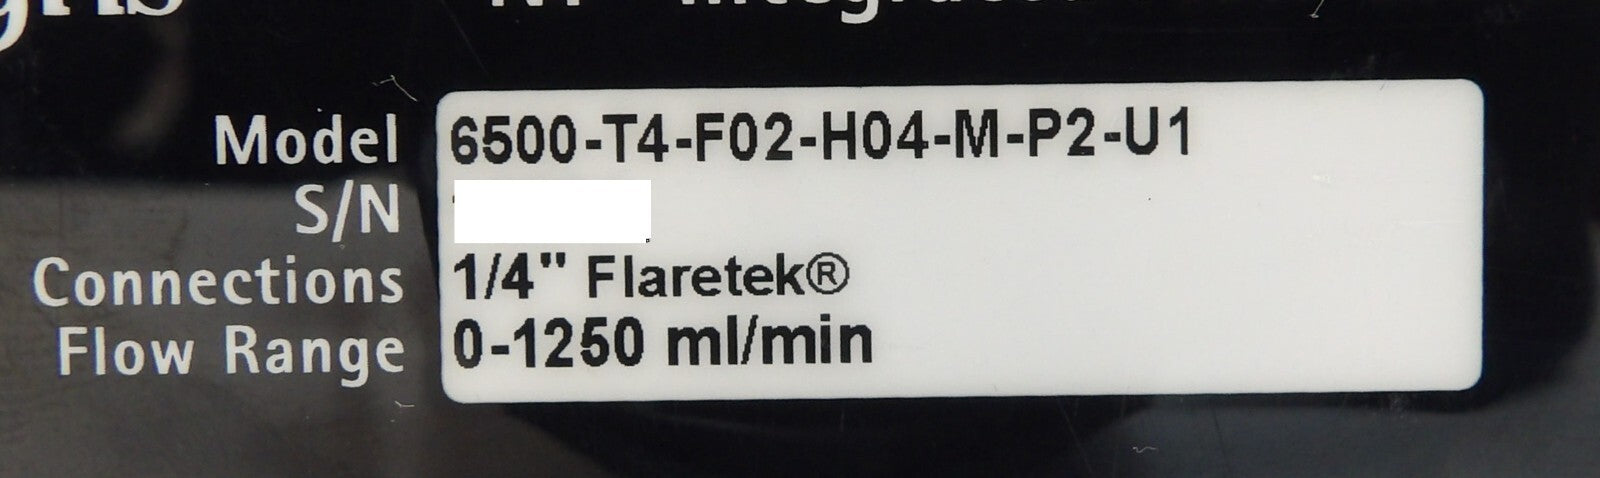 Model 6500-T4-F02-H04-M-P2-U1
S/N
Connections 1/4" Flaretek®
Flow Range 0-1250 ml/min